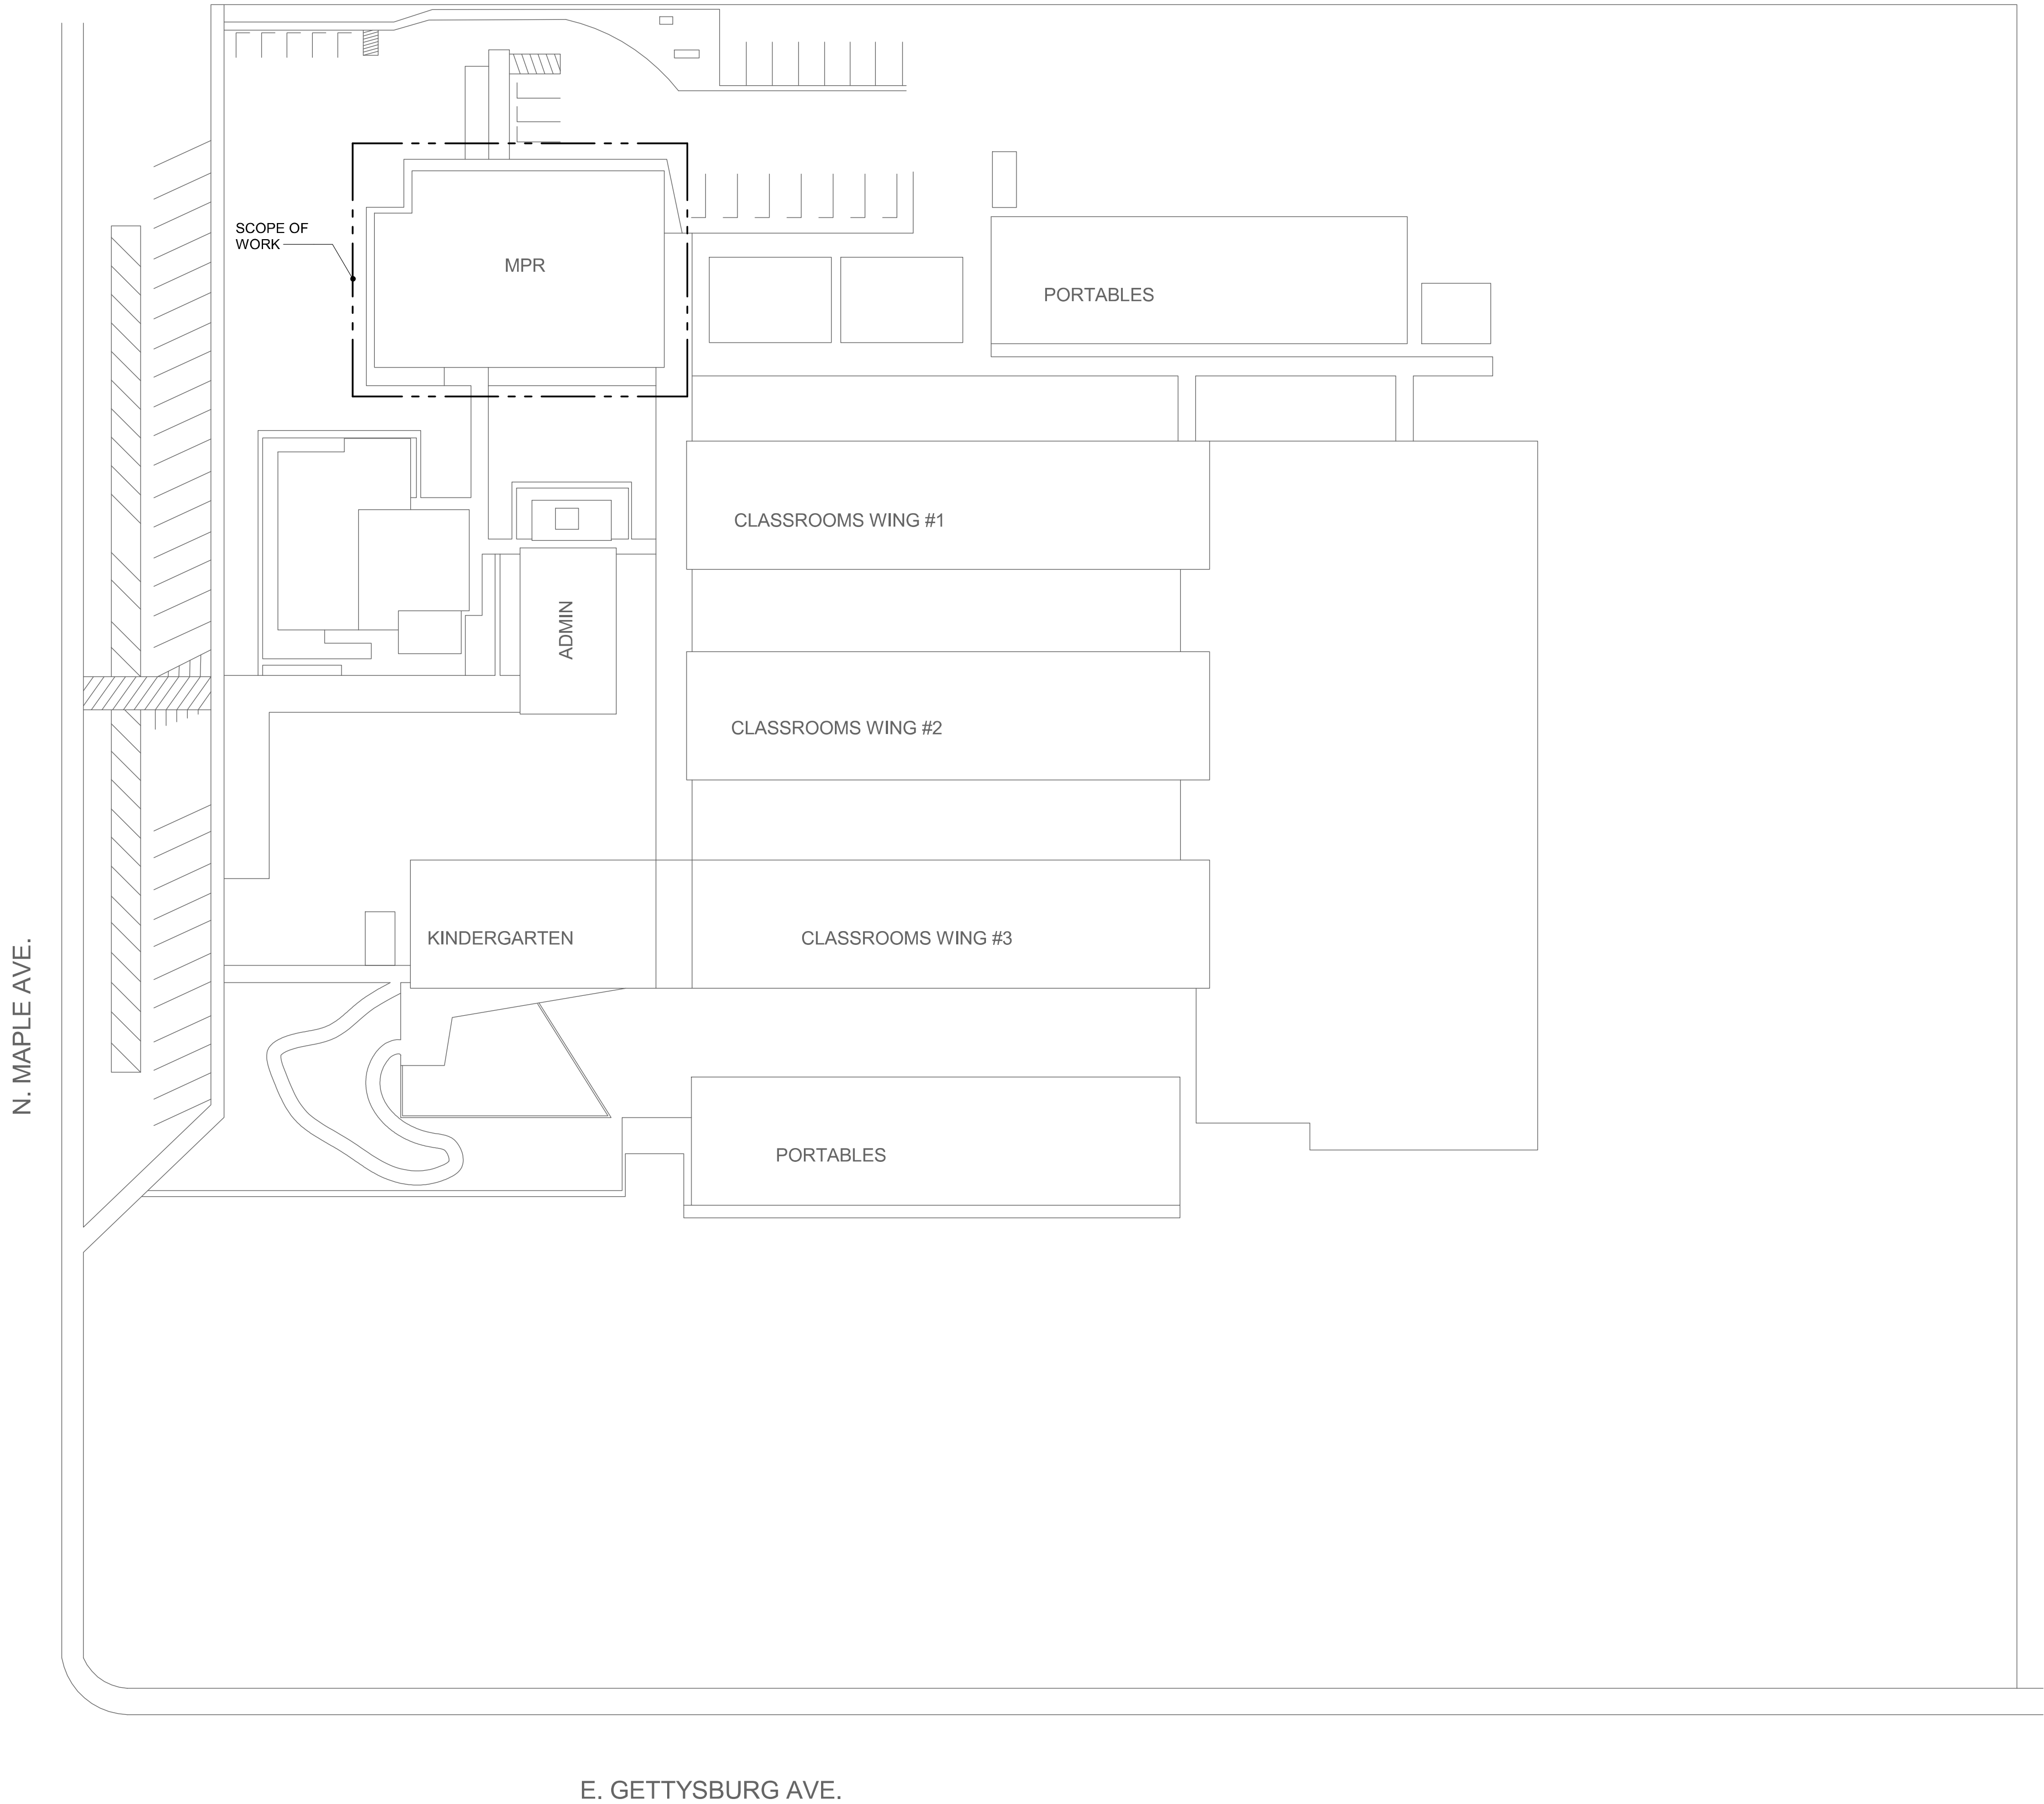 SCOPE OF
WORK
MPR
PORTABLES
CLASSROOMS WING #1
ADMIN
CLASSROOMS WING #2
KINDERGARTEN
CLASSROOMS WING #3
N. MAPLE AVE.
PORTABLES
E. GETTYSBURG AVE.